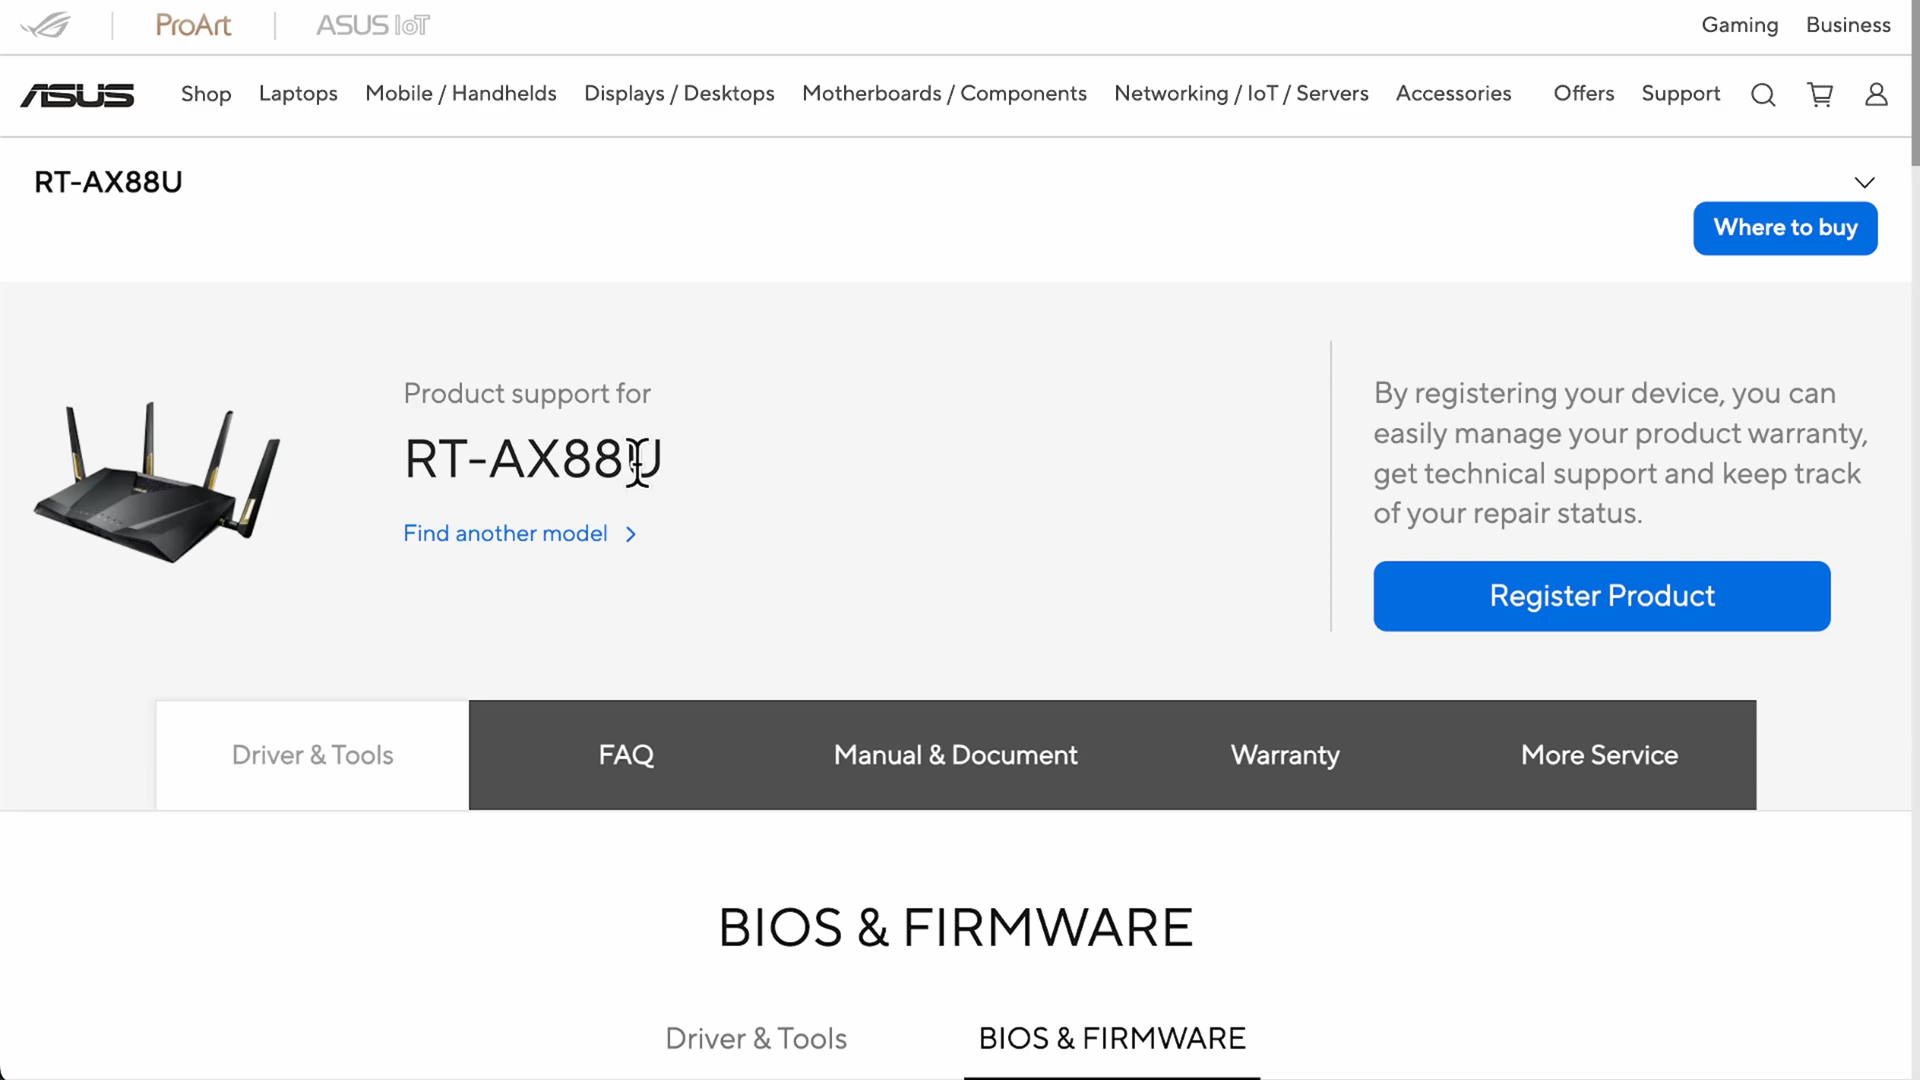 ProArt
ASUS IoT
Gaming
Business
ASUS
Shop
Laptops
Mobile / Handhelds
Displays / Desktops
Motherboards / Components
Networking / IoT / Servers
Accessories
Offers
Support
RT-AX88U
Where to buy
Product support for
RT-AX88U
Find another model
By registering your device, you can
easily manage your product warranty,
get technical support and keep track
of your repair status.
Register Product
Driver & Tools
FAQ
Manual & Document
Warranty
More Service
BIOS & FIRMWARE
Driver & Tools
BIOS & FIRMWARE